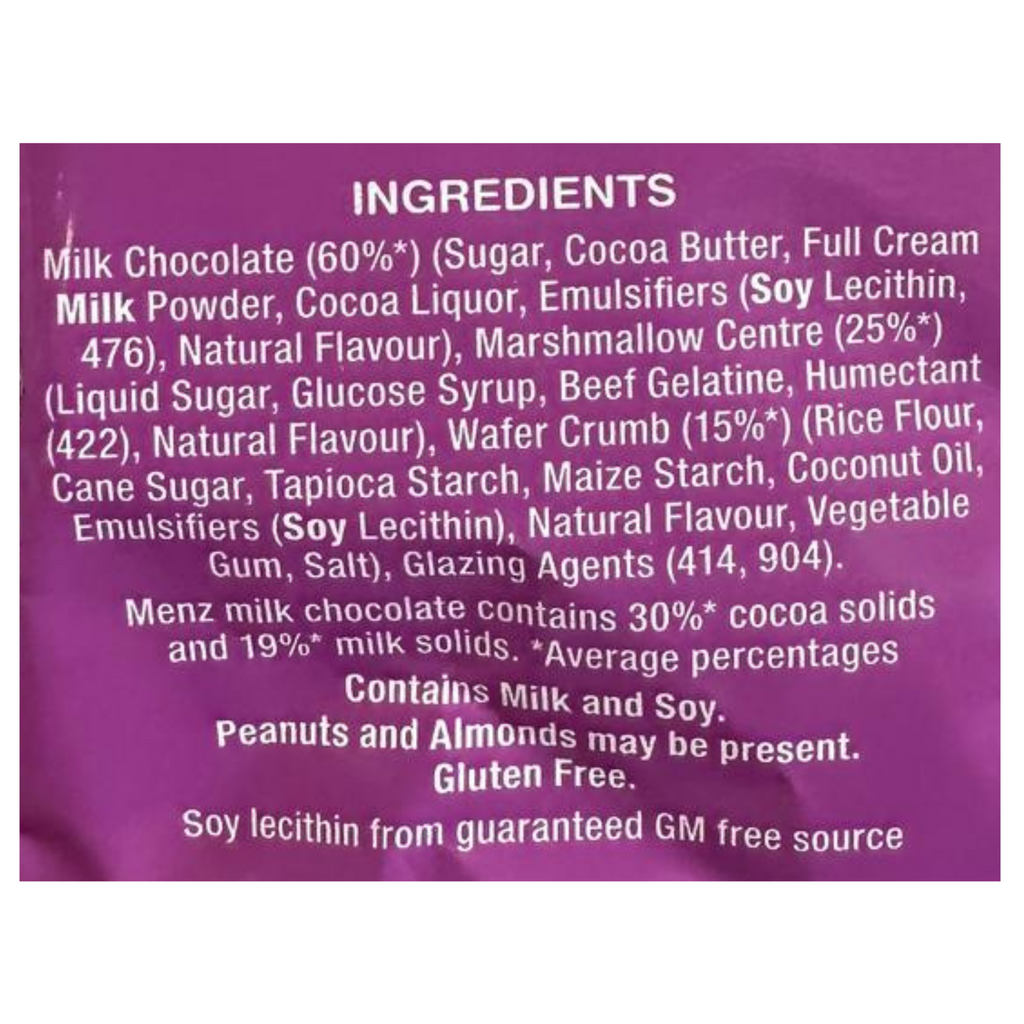 INGREDIENTS
Milk Chocolate (60%*) (Sugar, Cocoa Butter, Full Cream
Milk Powder, Cocoa Liquor, Emulsifiers (Soy Lecithin,
476), Natural Flavour), Marshmallow Centre (25%*)
(Liquid Sugar, Glucose Syrup, Beef Gelatine, Humectant
(422), Natural Flavour), Wafer Crumb (15%*) (Rice Flour,
Cane Sugar, Tapioca Starch, Maize Starch, Coconut Oil,
Emulsifiers (Soy Lecithin), Natural Flavour, Vegetable
Gum, Salt), Glazing Agents (414, 904).
Menz milk chocolate contains 30%* cocoa solids
and 19%* milk solids. *Average percentages
Contains Milk and Soy.
Peanuts and Almonds may be present.
Gluten Free.
Soy lecithin from guaranteed GM free source